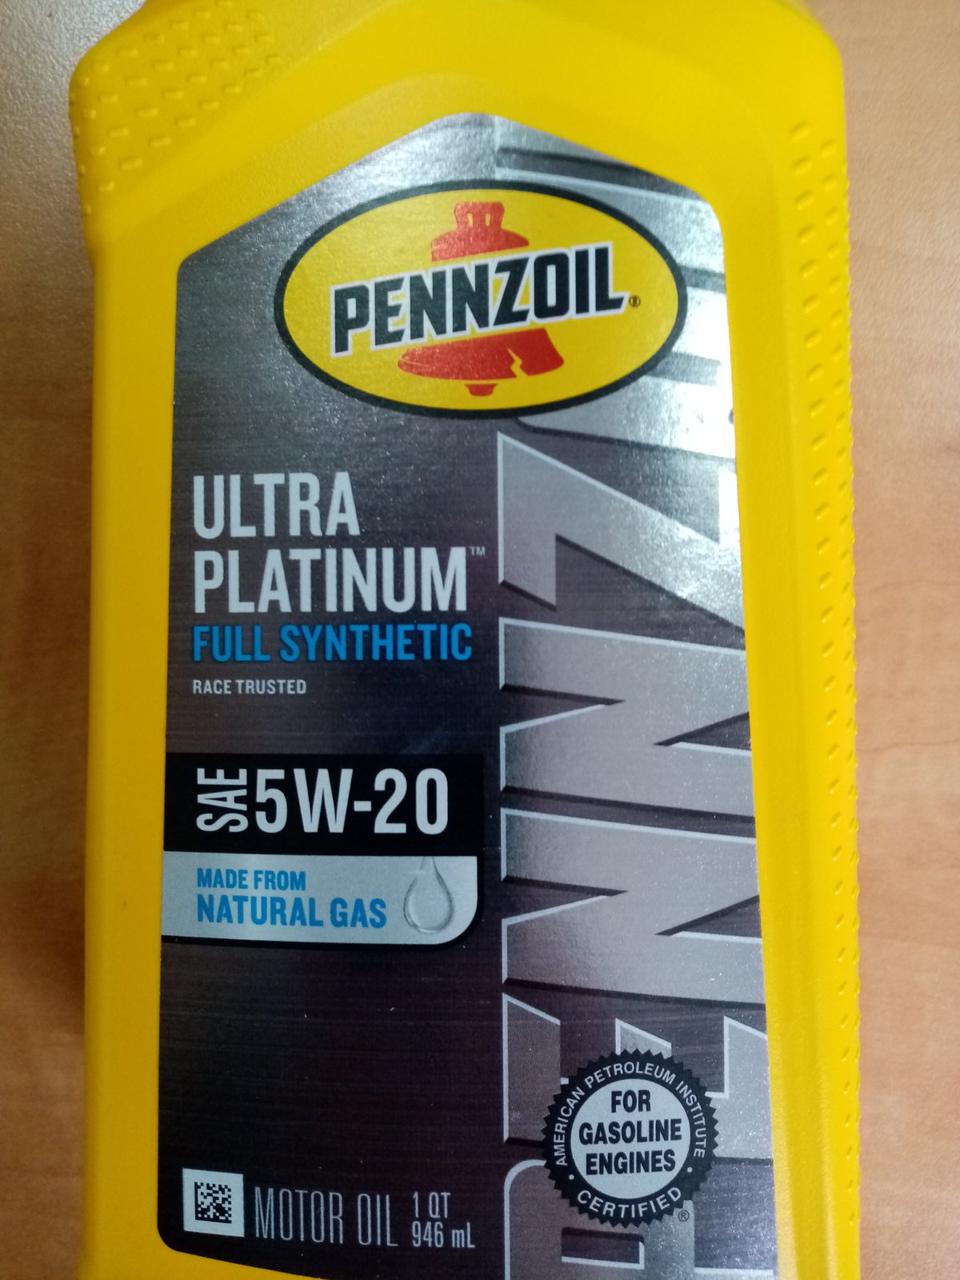 PENNZOIL®
ULTRA
PLATINUM™
FULL SYNTHETIC
RACE TRUSTED
SAE 5W-20
MADE FROM
NATURAL GAS
PENNZOIL
AMERICAN PETROLEUM INSTITUTE
FOR
GASOLINE
ENGINES
CERTIFIED
®
MOTOR OIL 1 QT
946 mL